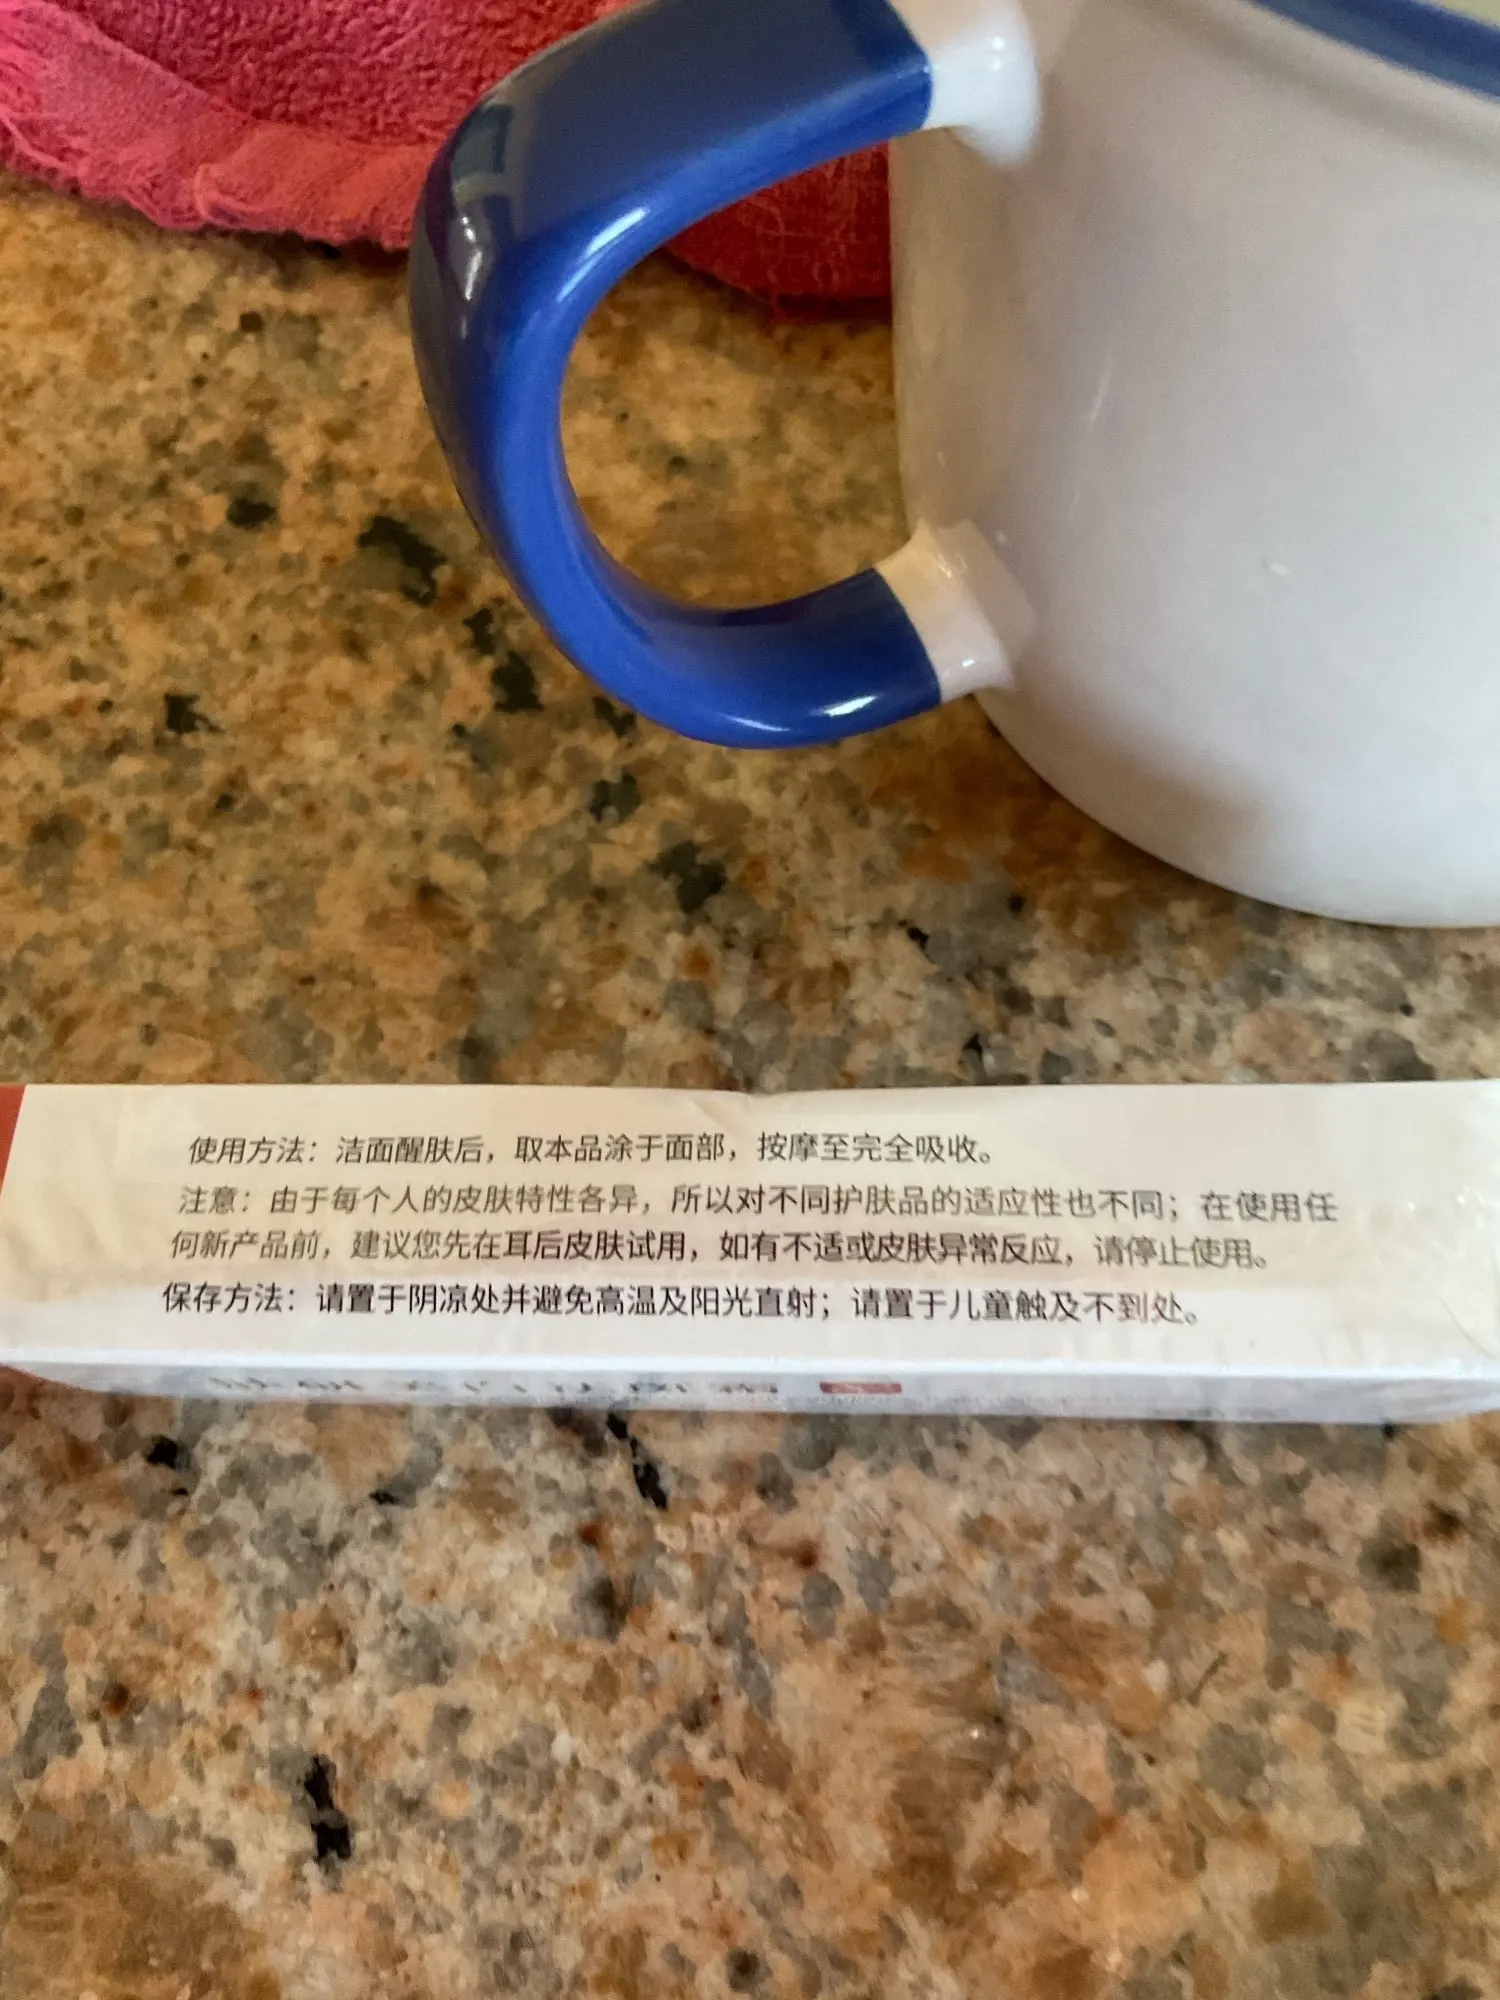 使用方法：洁面醒肤后，取本品涂于面部，按摩至完全吸收。
注意：由于每个人的皮肤特性各异，所以对不同护肤品的适应性也不同；在使用任
何新产品前，建议您先在耳后皮肤试用，如有不适或皮肤异常反应，请停止使用。
保存方法：请置于阴凉处并避免高温及阳光直射；请置于儿童触及不到处。